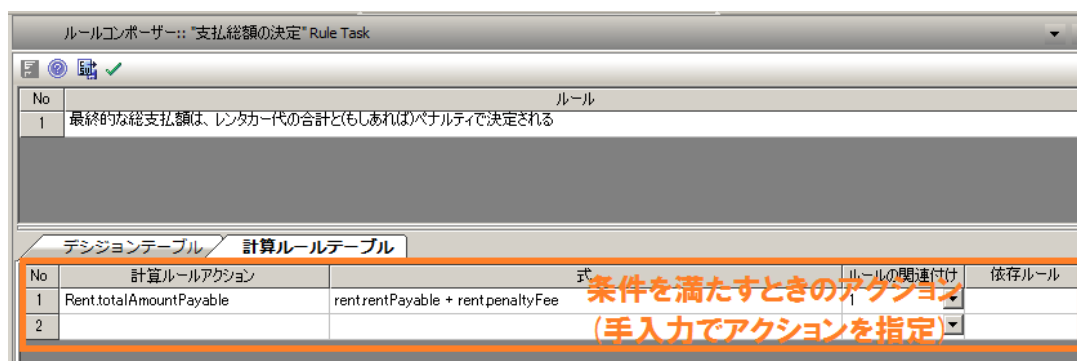 ルールコンポーザー:: "支払総額の決定" Rule Task
No ルール
1 最終的な総支払額は、レンタカー代の合計と(もしあれば)ペナルティで決定される
デシジョンテーブル 計算ルールテーブル
No 計算ルールアクション 式 ルールの関連付け 依存ルール
1 Rent.totalAmountPayable rent.rentPayable + rent.penaltyFee 1
条件を満たすときのアクション
2
(手入力でアクションを指定)